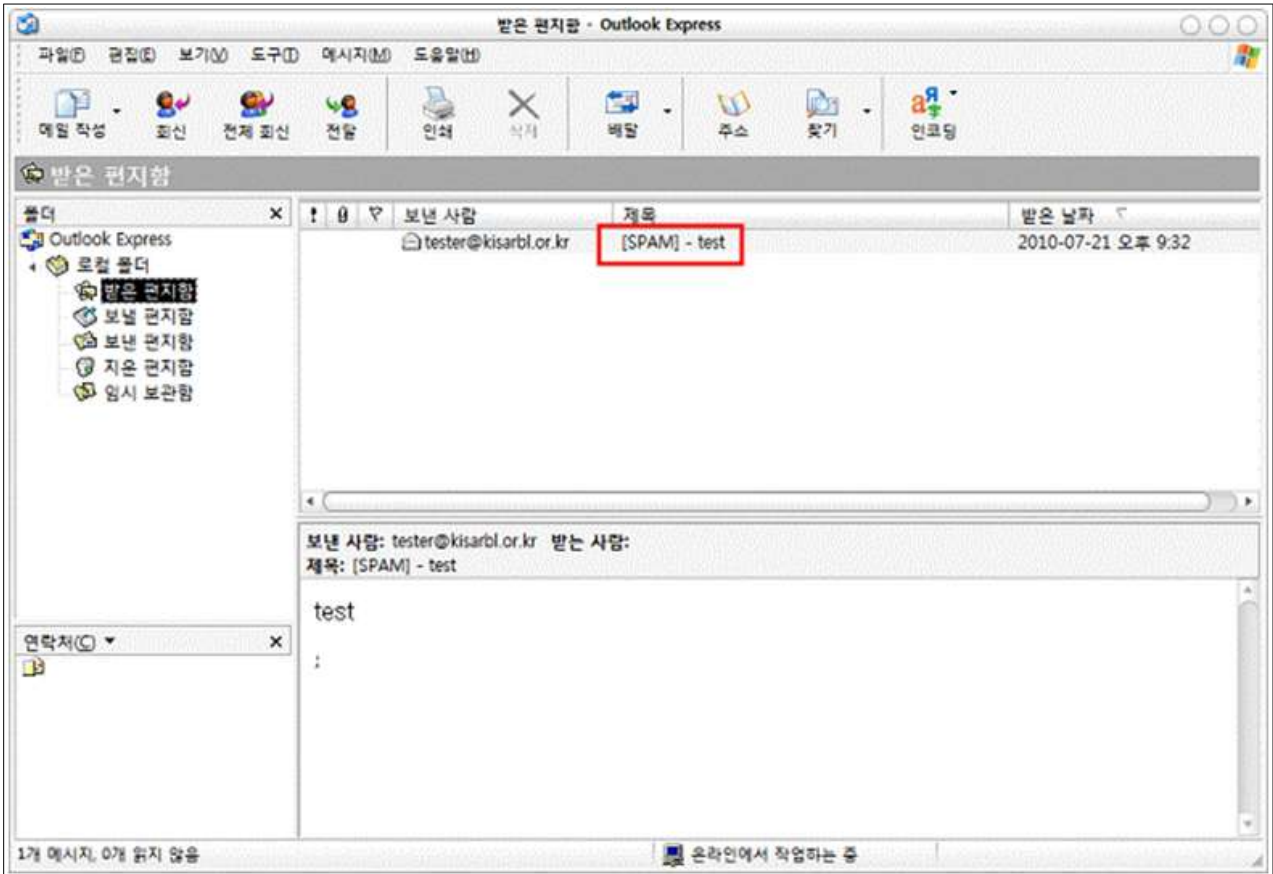 받은 편지함 - Outlook Express
파일(F) 편집(E) 보기(V) 도구(T) 메시지(M) 도움말(H)
메일 작성 회신 전체 회신 전달 인쇄 삭제 배달 주소 찾기 인코딩
받은 편지함
폴더 ! 보낸 사람 제목 받은 날짜
Outlook Express tester@kisarbl.or.kr [SPAM] - test 2010-07-21 오후 9:32
로컬 폴더
받은 편지함
보낼 편지함
보낸 편지함
지운 편지함
임시 보관함
보낸 사람: tester@kisarbl.or.kr 받는 사람:
제목: [SPAM] - test
test
;
연락처(C)
1개 메시지, 0개 읽지 않음 온라인에서 작업하는 중